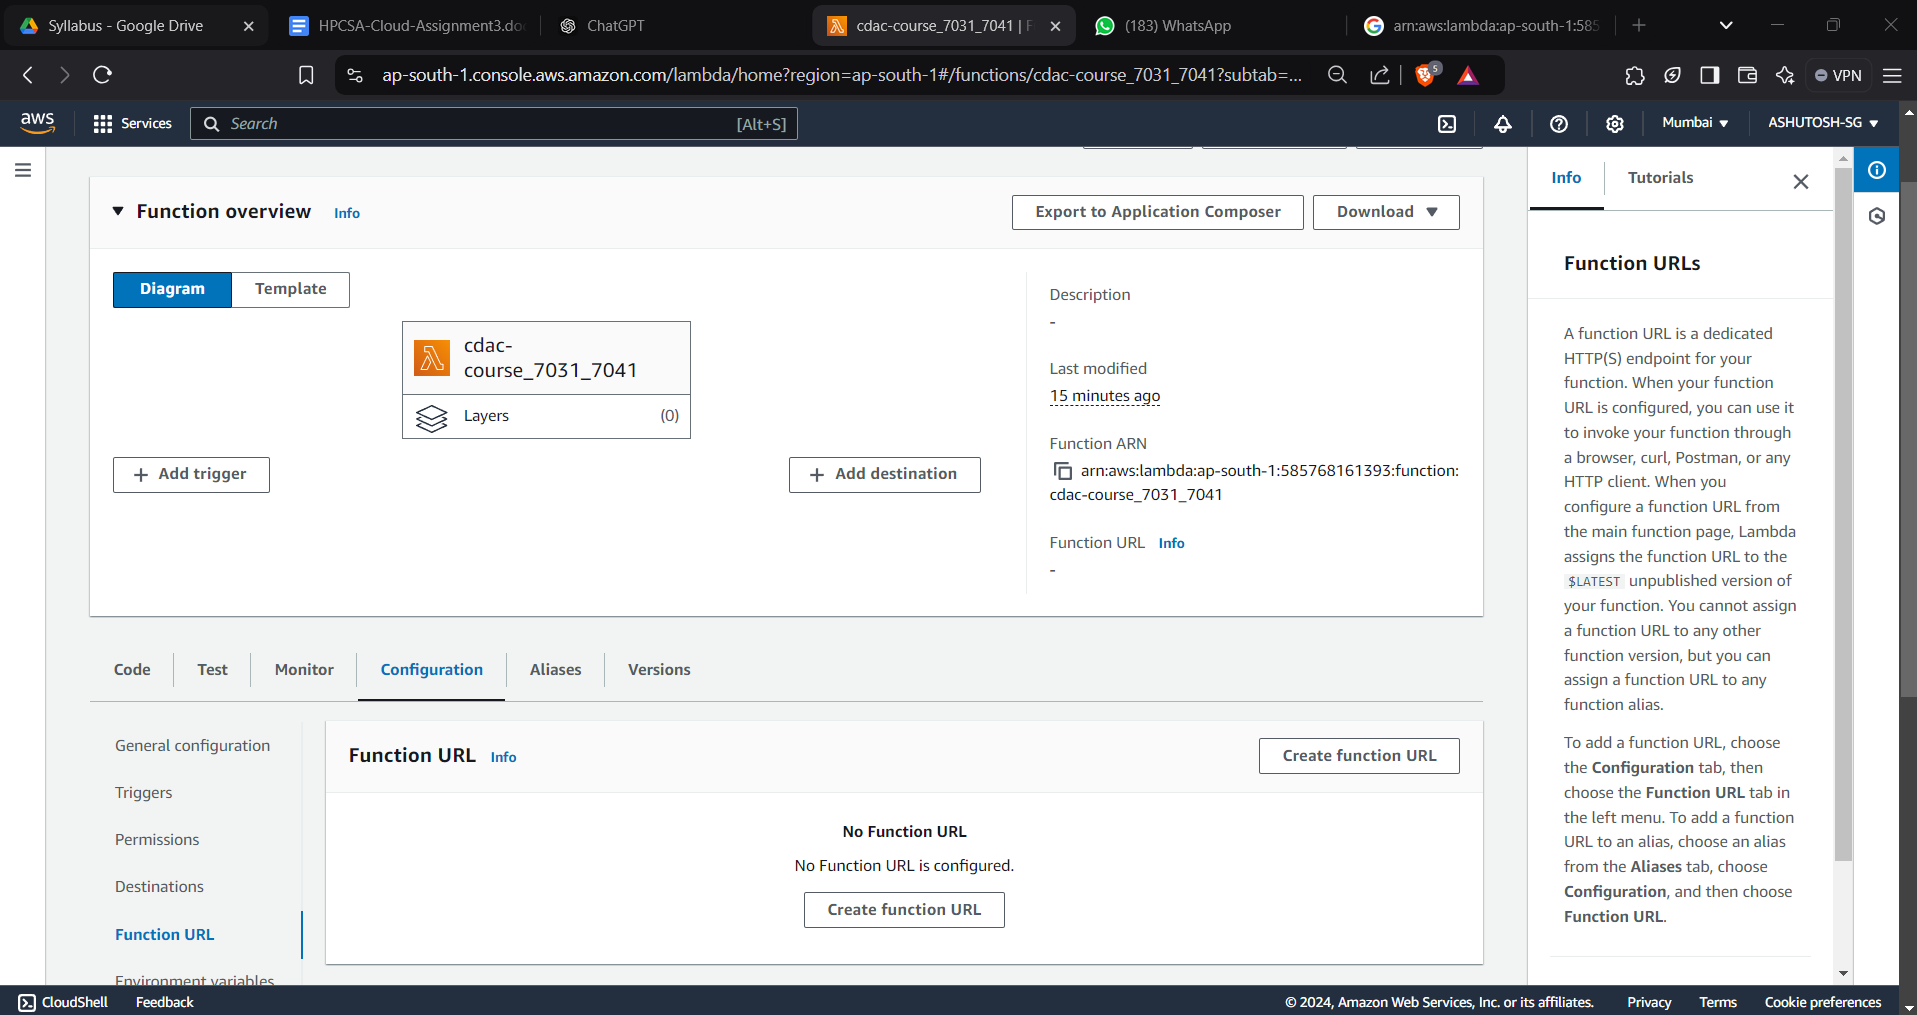 Syllabus - Google Drive
HPCSA-Cloud-Assignment3.doc
ChatGPT
cdac-course_7031_7041 | F
(183) WhatsApp
arn:aws:lambda:ap-south-1:585
ap-south-1.console.aws.amazon.com/lambda/home?region=ap-south-1#/functions/cdac-course_7031_7041?subtab=...
5
VPN
aws
Services
Search
[Alt+S]
Mumbai
ASHUTOSH-SG
Function overview Info
Export to Application Composer
Download
Diagram
Template
cdac-
course_7031_7041
Layers
(0)
+ Add trigger
+ Add destination
Description
-
Last modified
15 minutes ago
Function ARN
arn:aws:lambda:ap-south-1:585768161393:function:
cdac-course_7031_7041
Function URL Info
-
Code
Test
Monitor
Configuration
Aliases
Versions
General configuration
Triggers
Permissions
Destinations
Function URL
Environment variables
Function URL Info
Create function URL
No Function URL
No Function URL is configured.
Create function URL
Info
Tutorials
Function URLs
A function URL is a dedicated
HTTP(S) endpoint for your
function. When your function
URL is configured, you can use it
to invoke your function through
a browser, curl, Postman, or any
HTTP client. When you
configure a function URL from
the main function page, Lambda
assigns the function URL to the
$LATEST unpublished version of
your function. You cannot assign
a function URL to any other
function version, but you can
assign a function URL to any
function alias.
To add a function URL, choose
the Configuration tab, then
choose the Function URL tab in
the left menu. To add a function
URL to an alias, choose an alias
from the Aliases tab, choose
Configuration, and then choose
Function URL.
CloudShell
Feedback
© 2024, Amazon Web Services, Inc. or its affiliates.
Privacy
Terms
Cookie preferences